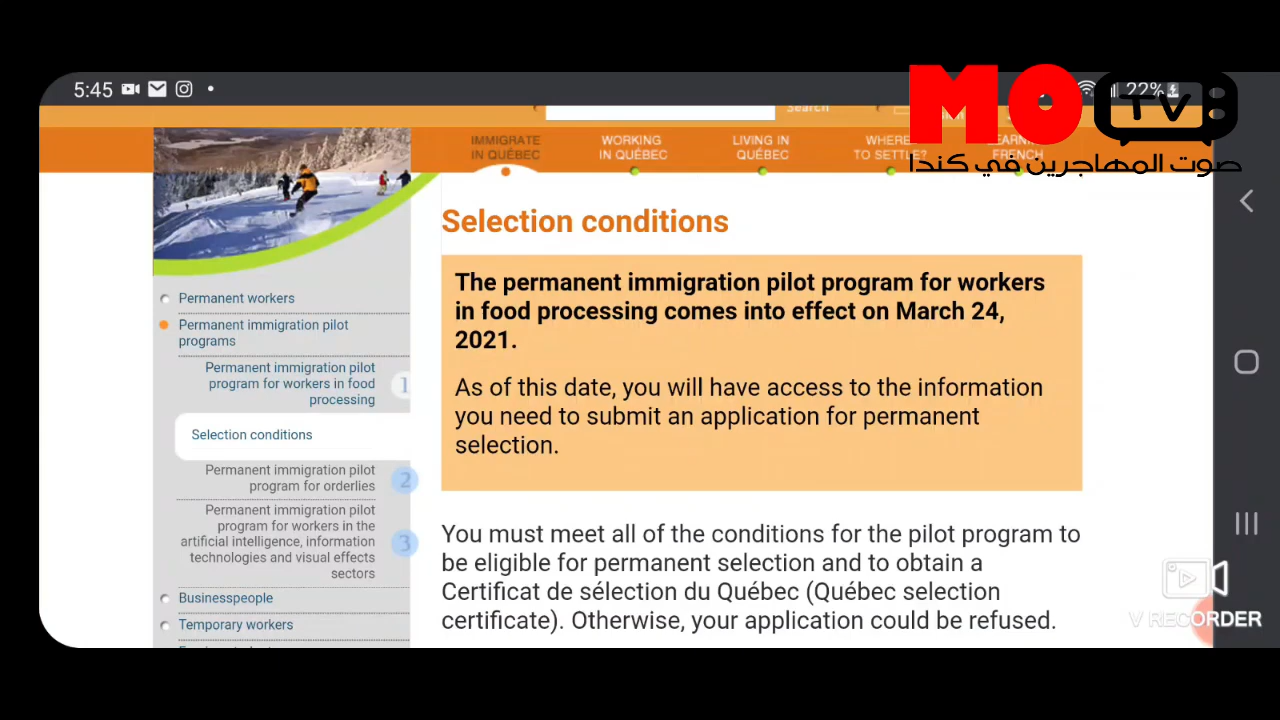 5:45
22%
MO TV
صوت المهاجرين في كندا
Search
IMMIGRATE
IN QUÉBEC
WORKING
IN QUÉBEC
LIVING IN
QUÉBEC
WHERE
TO SETTLE?
FRENCH
Selection conditions
The permanent immigration pilot program for workers
in food processing comes into effect on March 24,
2021.
As of this date, you will have access to the information
you need to submit an application for permanent
selection.
You must meet all of the conditions for the pilot program to
be eligible for permanent selection and to obtain a
Certificat de sélection du Québec (Québec selection
certificate). Otherwise, your application could be refused.
Permanent workers
Permanent immigration pilot
programs
Permanent immigration pilot
program for workers in food
processing
1
Selection conditions
Permanent immigration pilot
program for orderlies
2
Permanent immigration pilot
program for workers in the
artificial intelligence, information
technologies and visual effects
sectors
3
Businesspeople
Temporary workers
V RECORDER